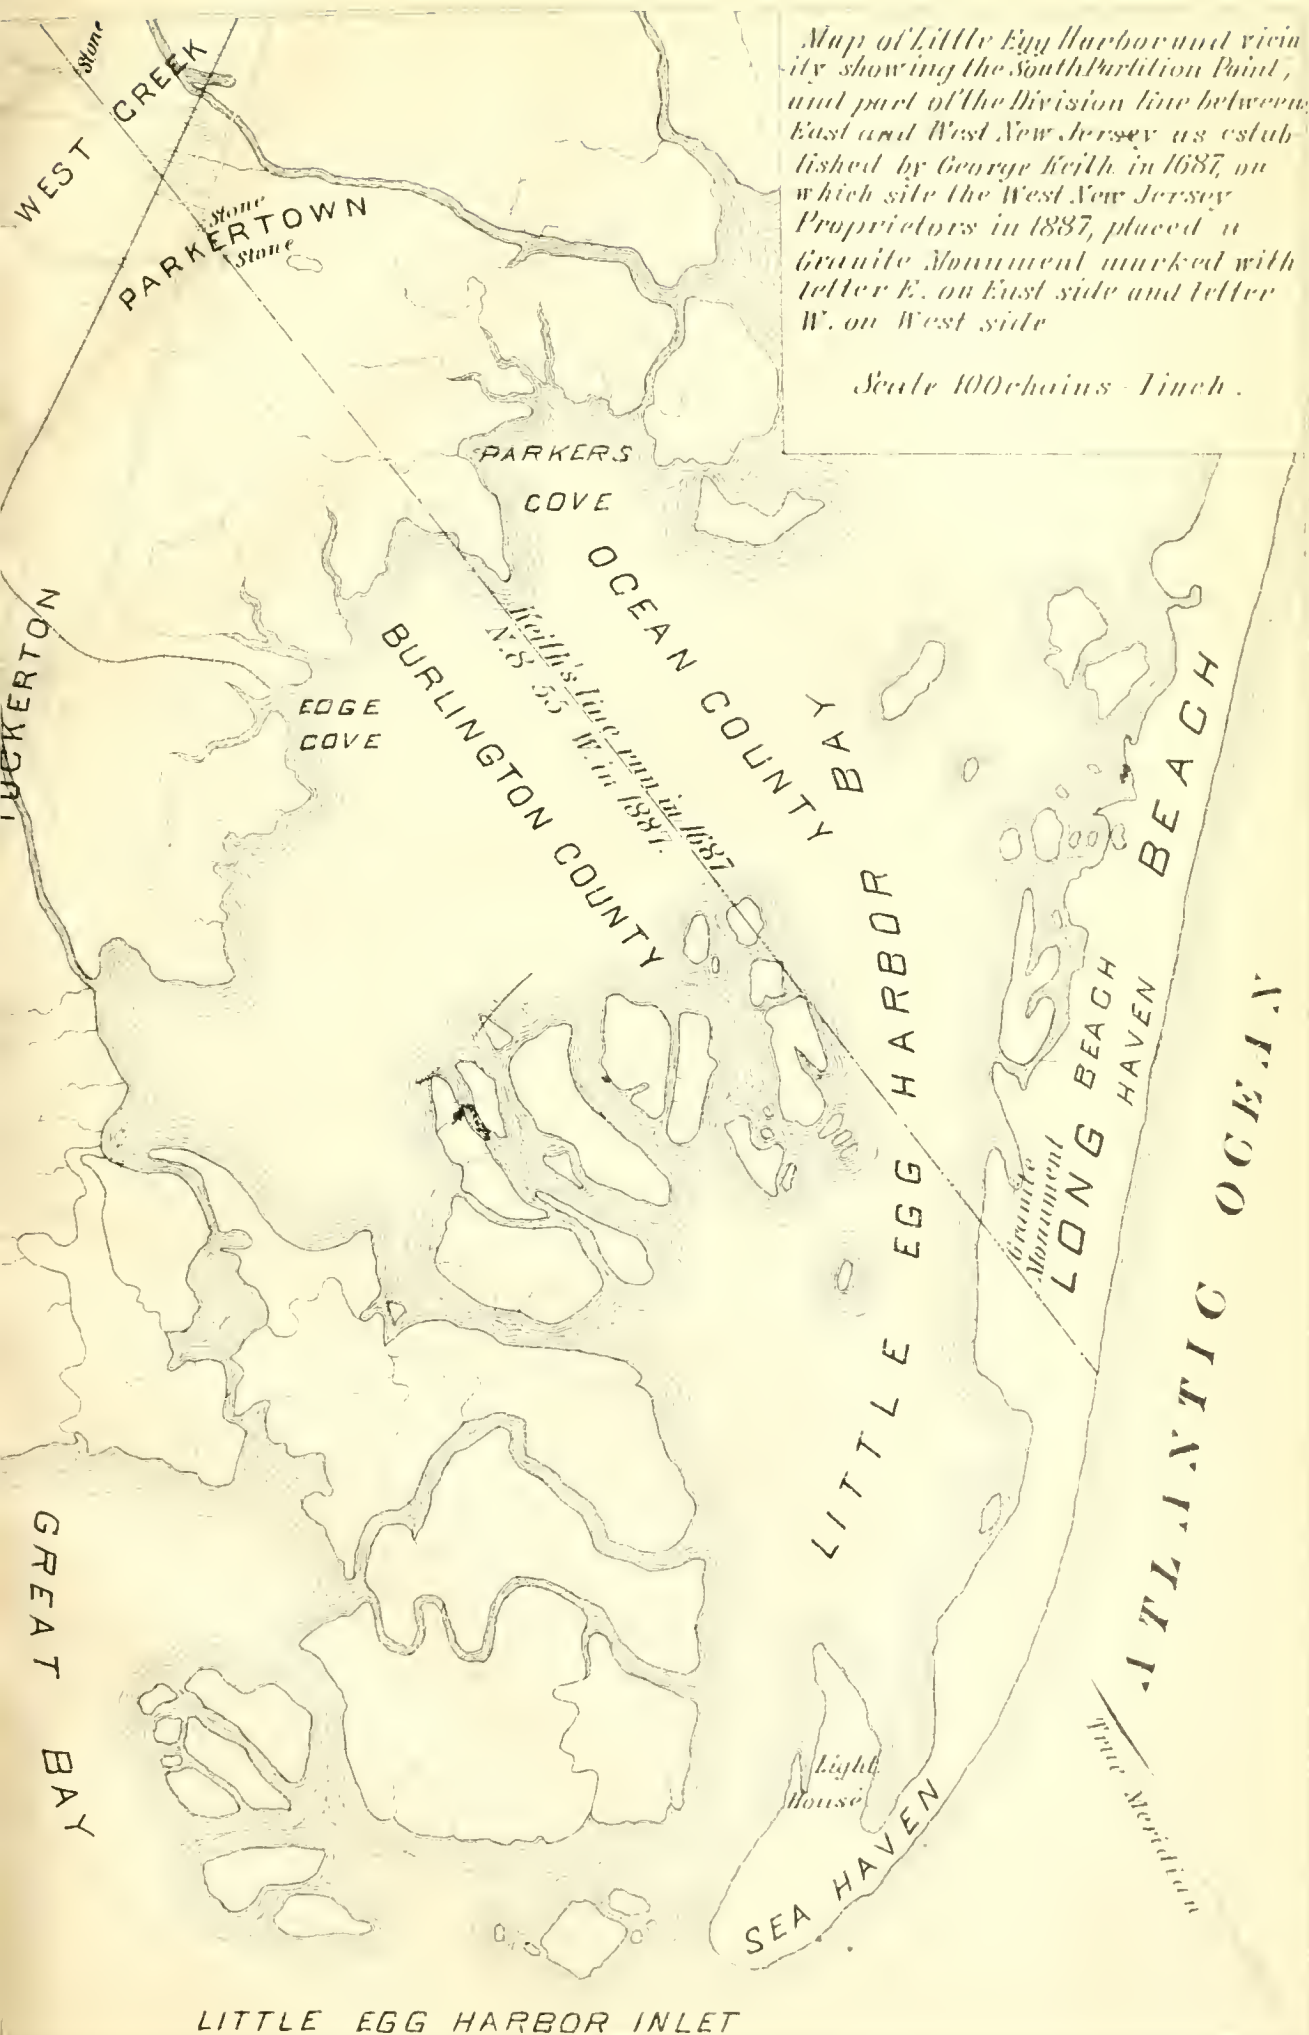 Map of Little Egg Harbor and vicin
ity showing the South Partition Point,
and part of the Division line between
East and West New Jersey as estab
lished by George Keith in 1687, on
which site the West New Jersey
Proprietors in 1887, placed a
Granite Monument marked with
letter E. on East side and letter
W. on West side
Scale 100 chains 1 inch.
Stone
WEST CREEK
Stone
PARKERTOWN
Stone
PARKERS
COVE
OCEAN COUNTY
Keith's line run in 1687
N. 8 55 W. in 1887.
BURLINGTON COUNTY
TUCKERTON
EDGE
COVE
LITTLE EGG HARBOR BAY
LONG BEACH
BEACH
HAVEN
Granite
Monument
ATLANTIC OCEAN
GREAT BAY
Light
House
SEA HAVEN
True Meridian
LITTLE EGG HARBOR INLET